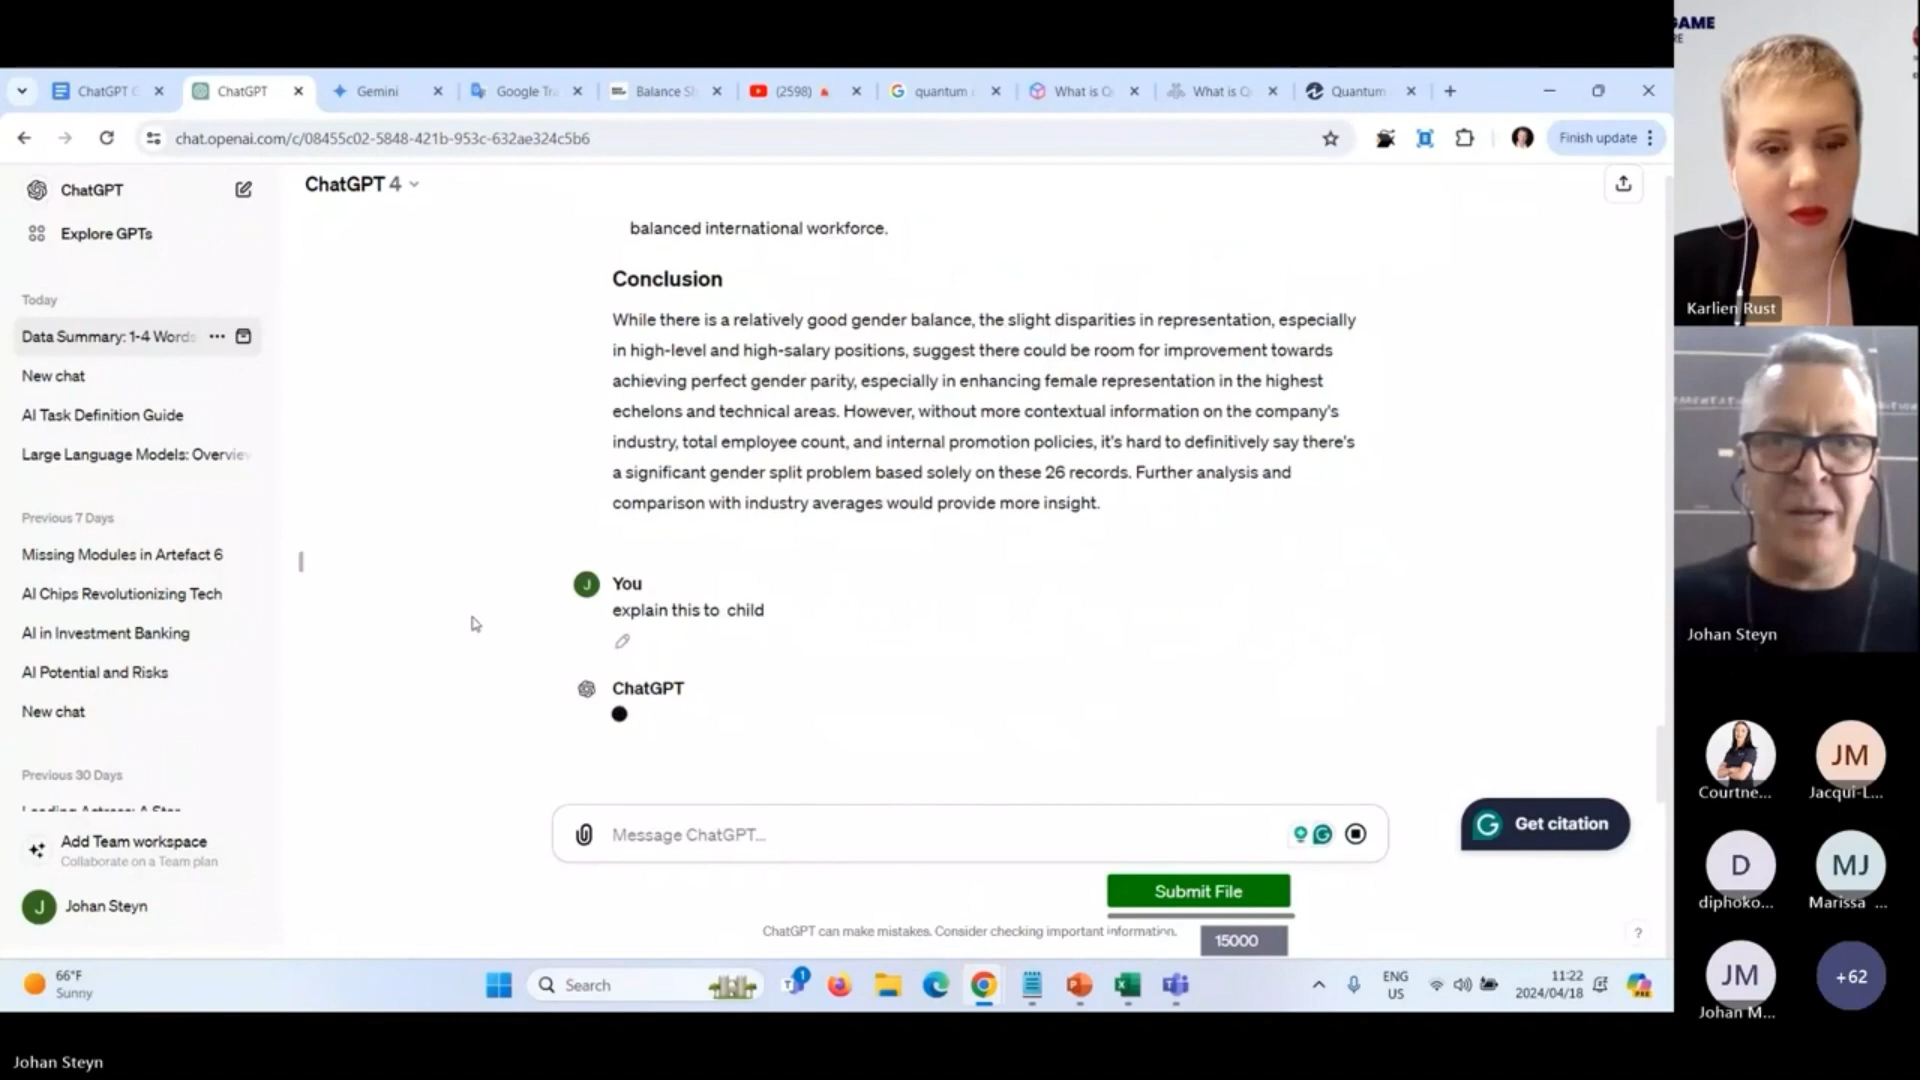 GAME
RE
ChatGPT
ChatGPT
Gemini
Google Tra
Balance Sh
(2598)
quantum
What is Q
What is Q
Quantum
chat.openai.com/c/08455c02-5848-421b-953c-632ae324c5b6
Finish update
ChatGPT
ChatGPT 4
Explore GPTs
balanced international workforce.
Conclusion
Today
While there is a relatively good gender balance, the slight disparities in representation, especially
Data Summary: 1-4 Words
in high-level and high-salary positions, suggest there could be room for improvement towards
New chat
achieving perfect gender parity, especially in enhancing female representation in the highest
AI Task Definition Guide
echelons and technical areas. However, without more contextual information on the company's
Large Language Models: Overview
industry, total employee count, and internal promotion policies, it's hard to definitively say there's
a significant gender split problem based solely on these 26 records. Further analysis and
comparison with industry averages would provide more insight.
Previous 7 Days
Missing Modules in Artefact 6
AI Chips Revolutionizing Tech
AI in Investment Banking
AI Potential and Risks
New chat
J You
explain this to child
ChatGPT
Previous 30 Days
Leading Actress: A Star
Message ChatGPT...
Get citation
Add Team workspace
Collaborate on a Team plan
J Johan Steyn
Submit File
ChatGPT can make mistakes. Consider checking important information.
15000
?
66°F
Sunny
Search
1
ENG
US
11:22
2024/04/18
PRE
Karlien Rust
Johan Steyn
Courtne...
JM
Jacqui-L...
D
diphoko...
MJ
Marissa ...
JM
Johan M...
+62
Johan Steyn